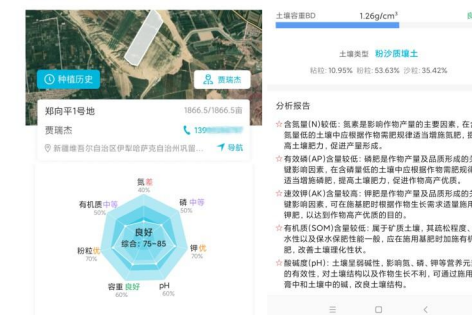 种植历史
贾瑞杰
郑向平1号地
1866.5/1866.5亩
贾瑞杰
新疆维吾尔自治区伊犁哈萨克自治州巩留...
导航
氮 差
40%
有机质 中等
50%
磷 中等
50%
良好
综合: 75~85
粉粒 优
70%
钾 优
70%
容重 良好
60%
pH
60%
土壤容重BD
1.26g/cm³
土壤类型 粉沙质壤土
粘粒: 10.95% 粉粒: 53.63% 沙粒: 35.42%
分析报告
☆含氮量(N)较低: 氮素是影响作物产量的主要因素, 在含
氮量低的土壤中应根据作物需肥规律适当增施氮肥, 提
高土壤肥力, 促进产量形成。
☆有效磷(AP)含量较低: 磷肥是作物产量及品质形成的关
键影响因素, 在含磷量低的土壤中应根据作物需肥规律
适当增施磷肥, 提高土壤肥力, 促进作物高产优质。
☆速效钾(AK)含量较高: 钾肥是作物产量及品质形成的关
键影响因素, 可在施基肥时根据作物生长需求适量施用
钾肥, 以达到作物高产优质的目的。
☆有机质(SOM)含量较低: 属于矿质土壤, 其疏松程度、
水性以及保水保肥性能一般, 应在施用基肥时加施有机
肥, 改善土壤理化性状。
☆酸碱度(pH): 土壤呈弱碱性, 影响氮、磷, 钾等营养元
的有效性, 对土壤结构以及作物生长不利, 可通过施用
膏中和土壤中的碱, 改良土壤结构。